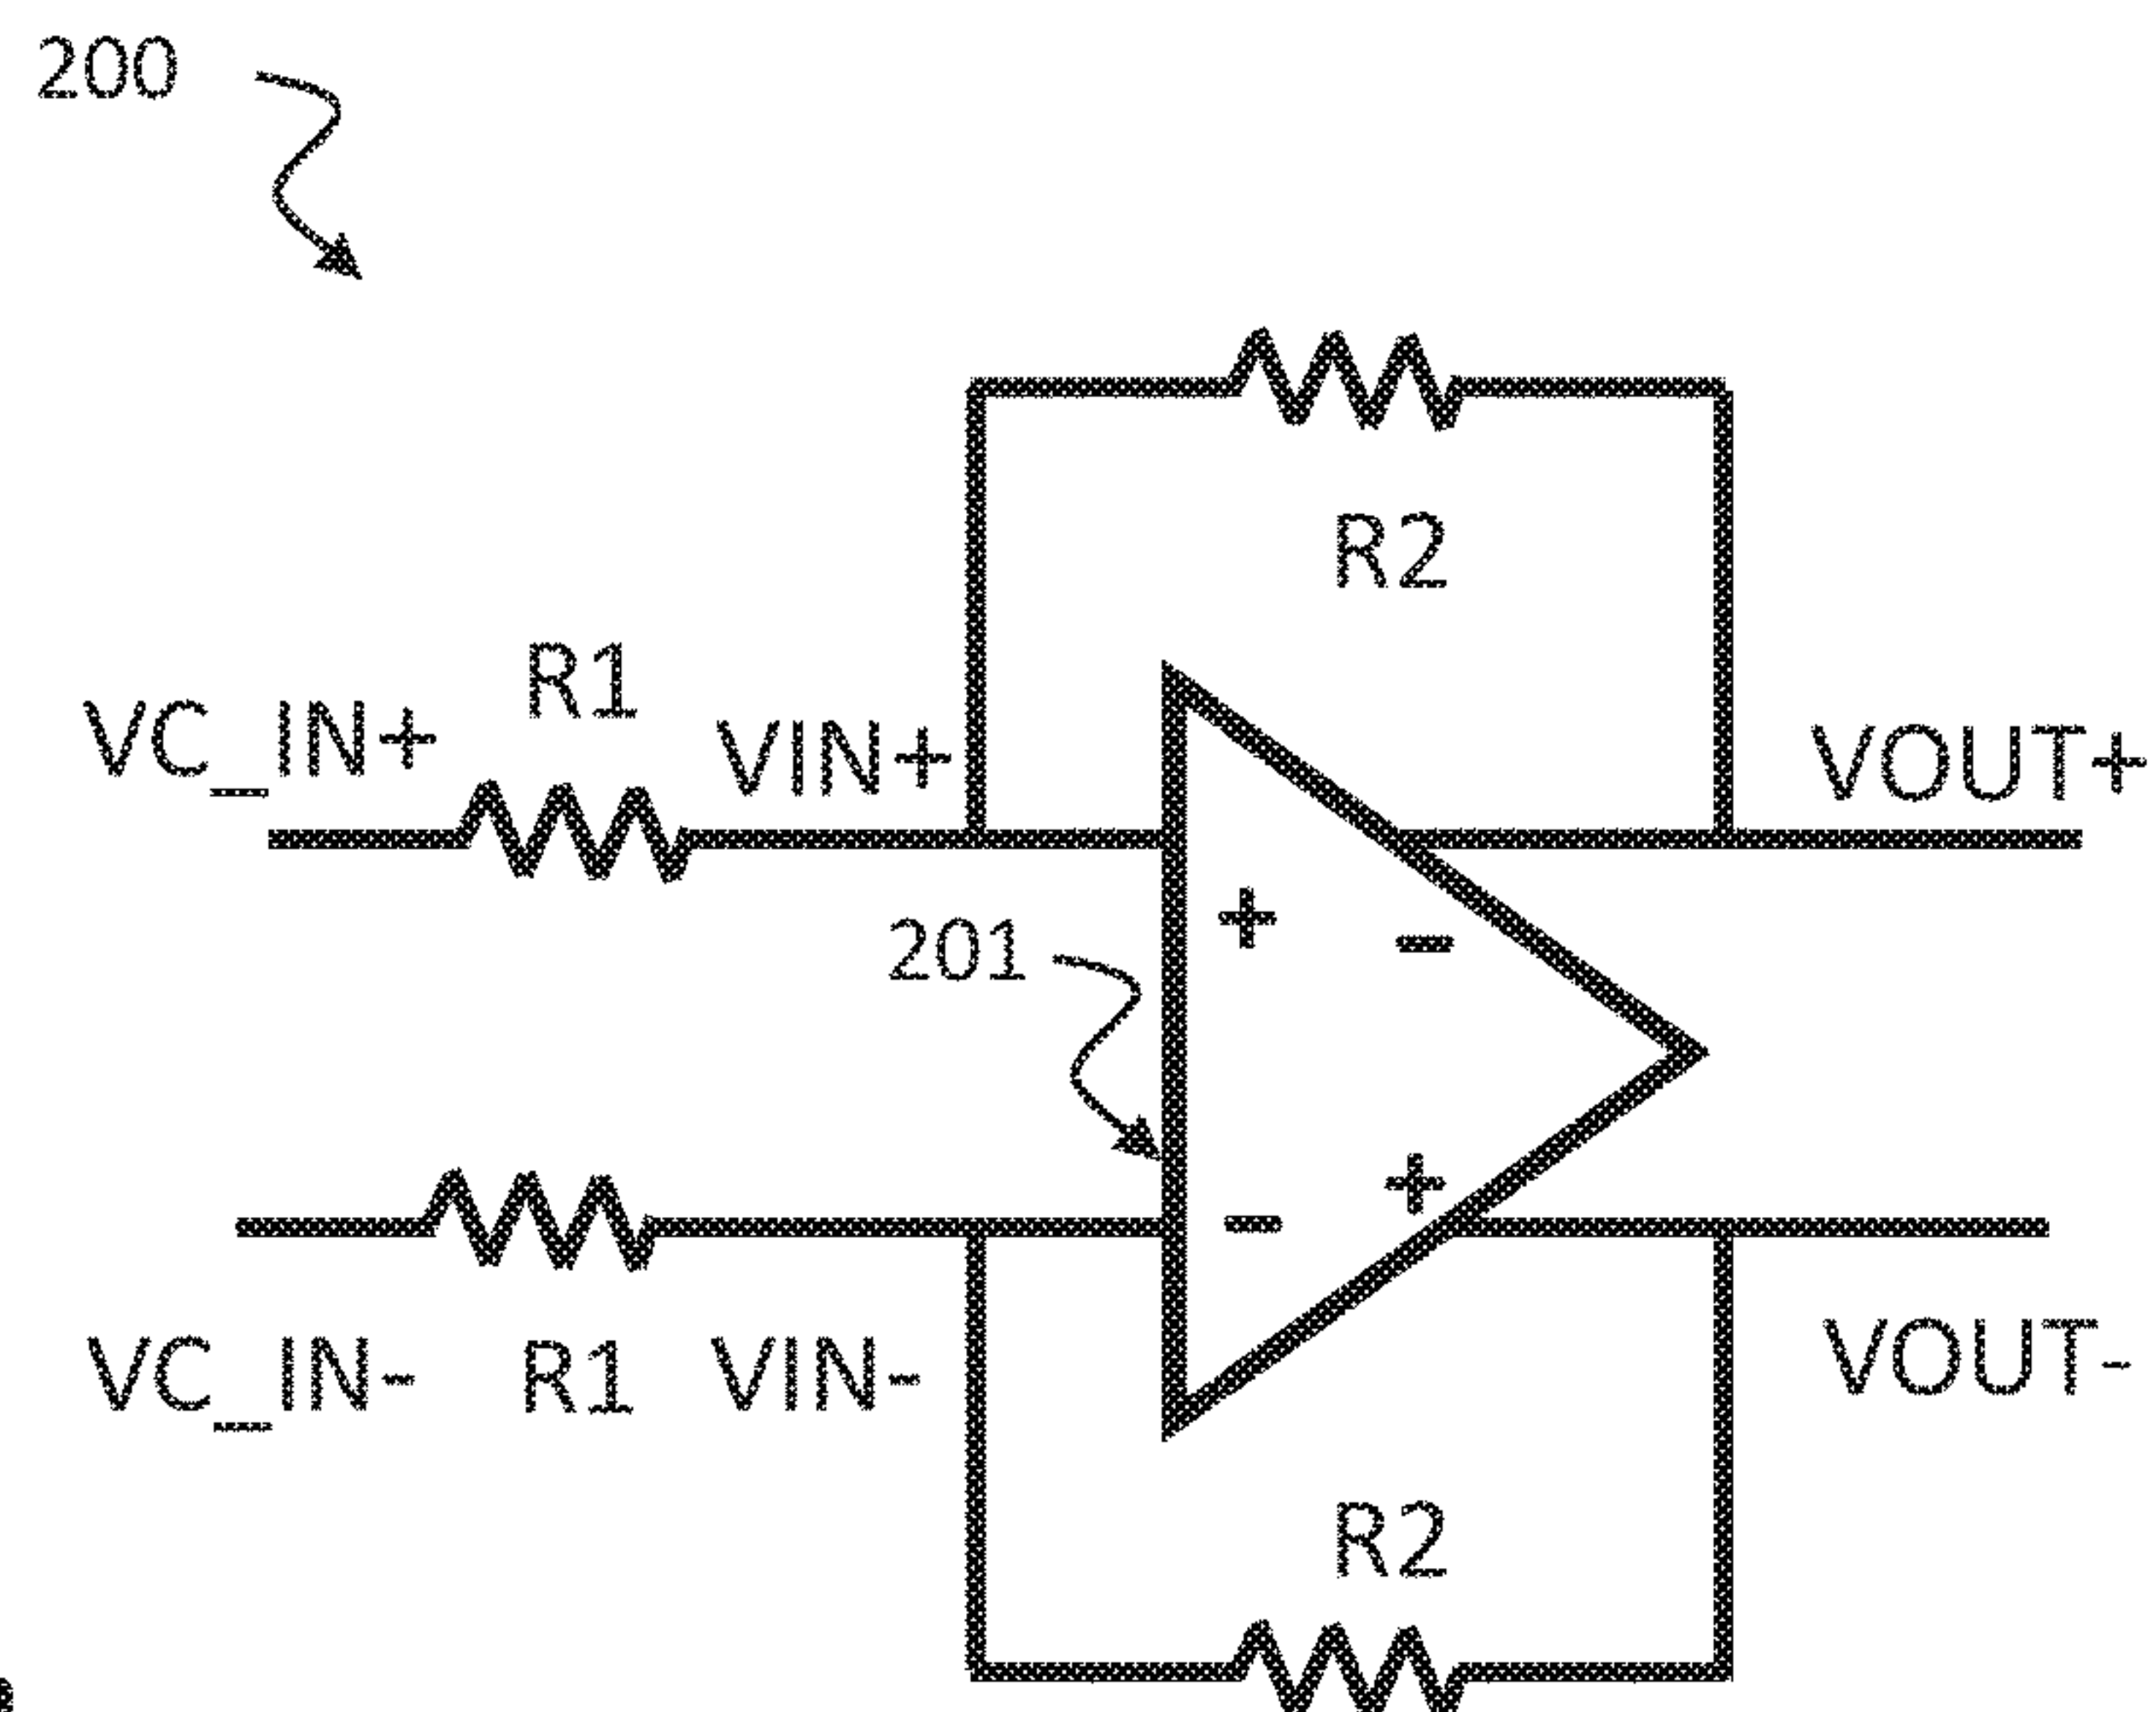 200
R2
R1
VC_IN+
VIN+
VOUT+
201
+
-
+
-
VC_IN-
R1
VIN-
VOUT-
R2